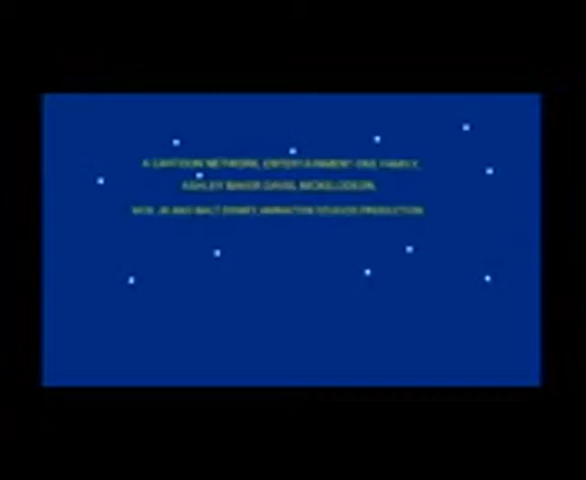 A CARTOON NETWORK, ENTERTAINMENT ONE FAMILY,
ASHLEY BAKER DAVIS, NICKELODEON,
NICK JR AND WALT DISNEY ANIMATION STUDIOS PRODUCTION